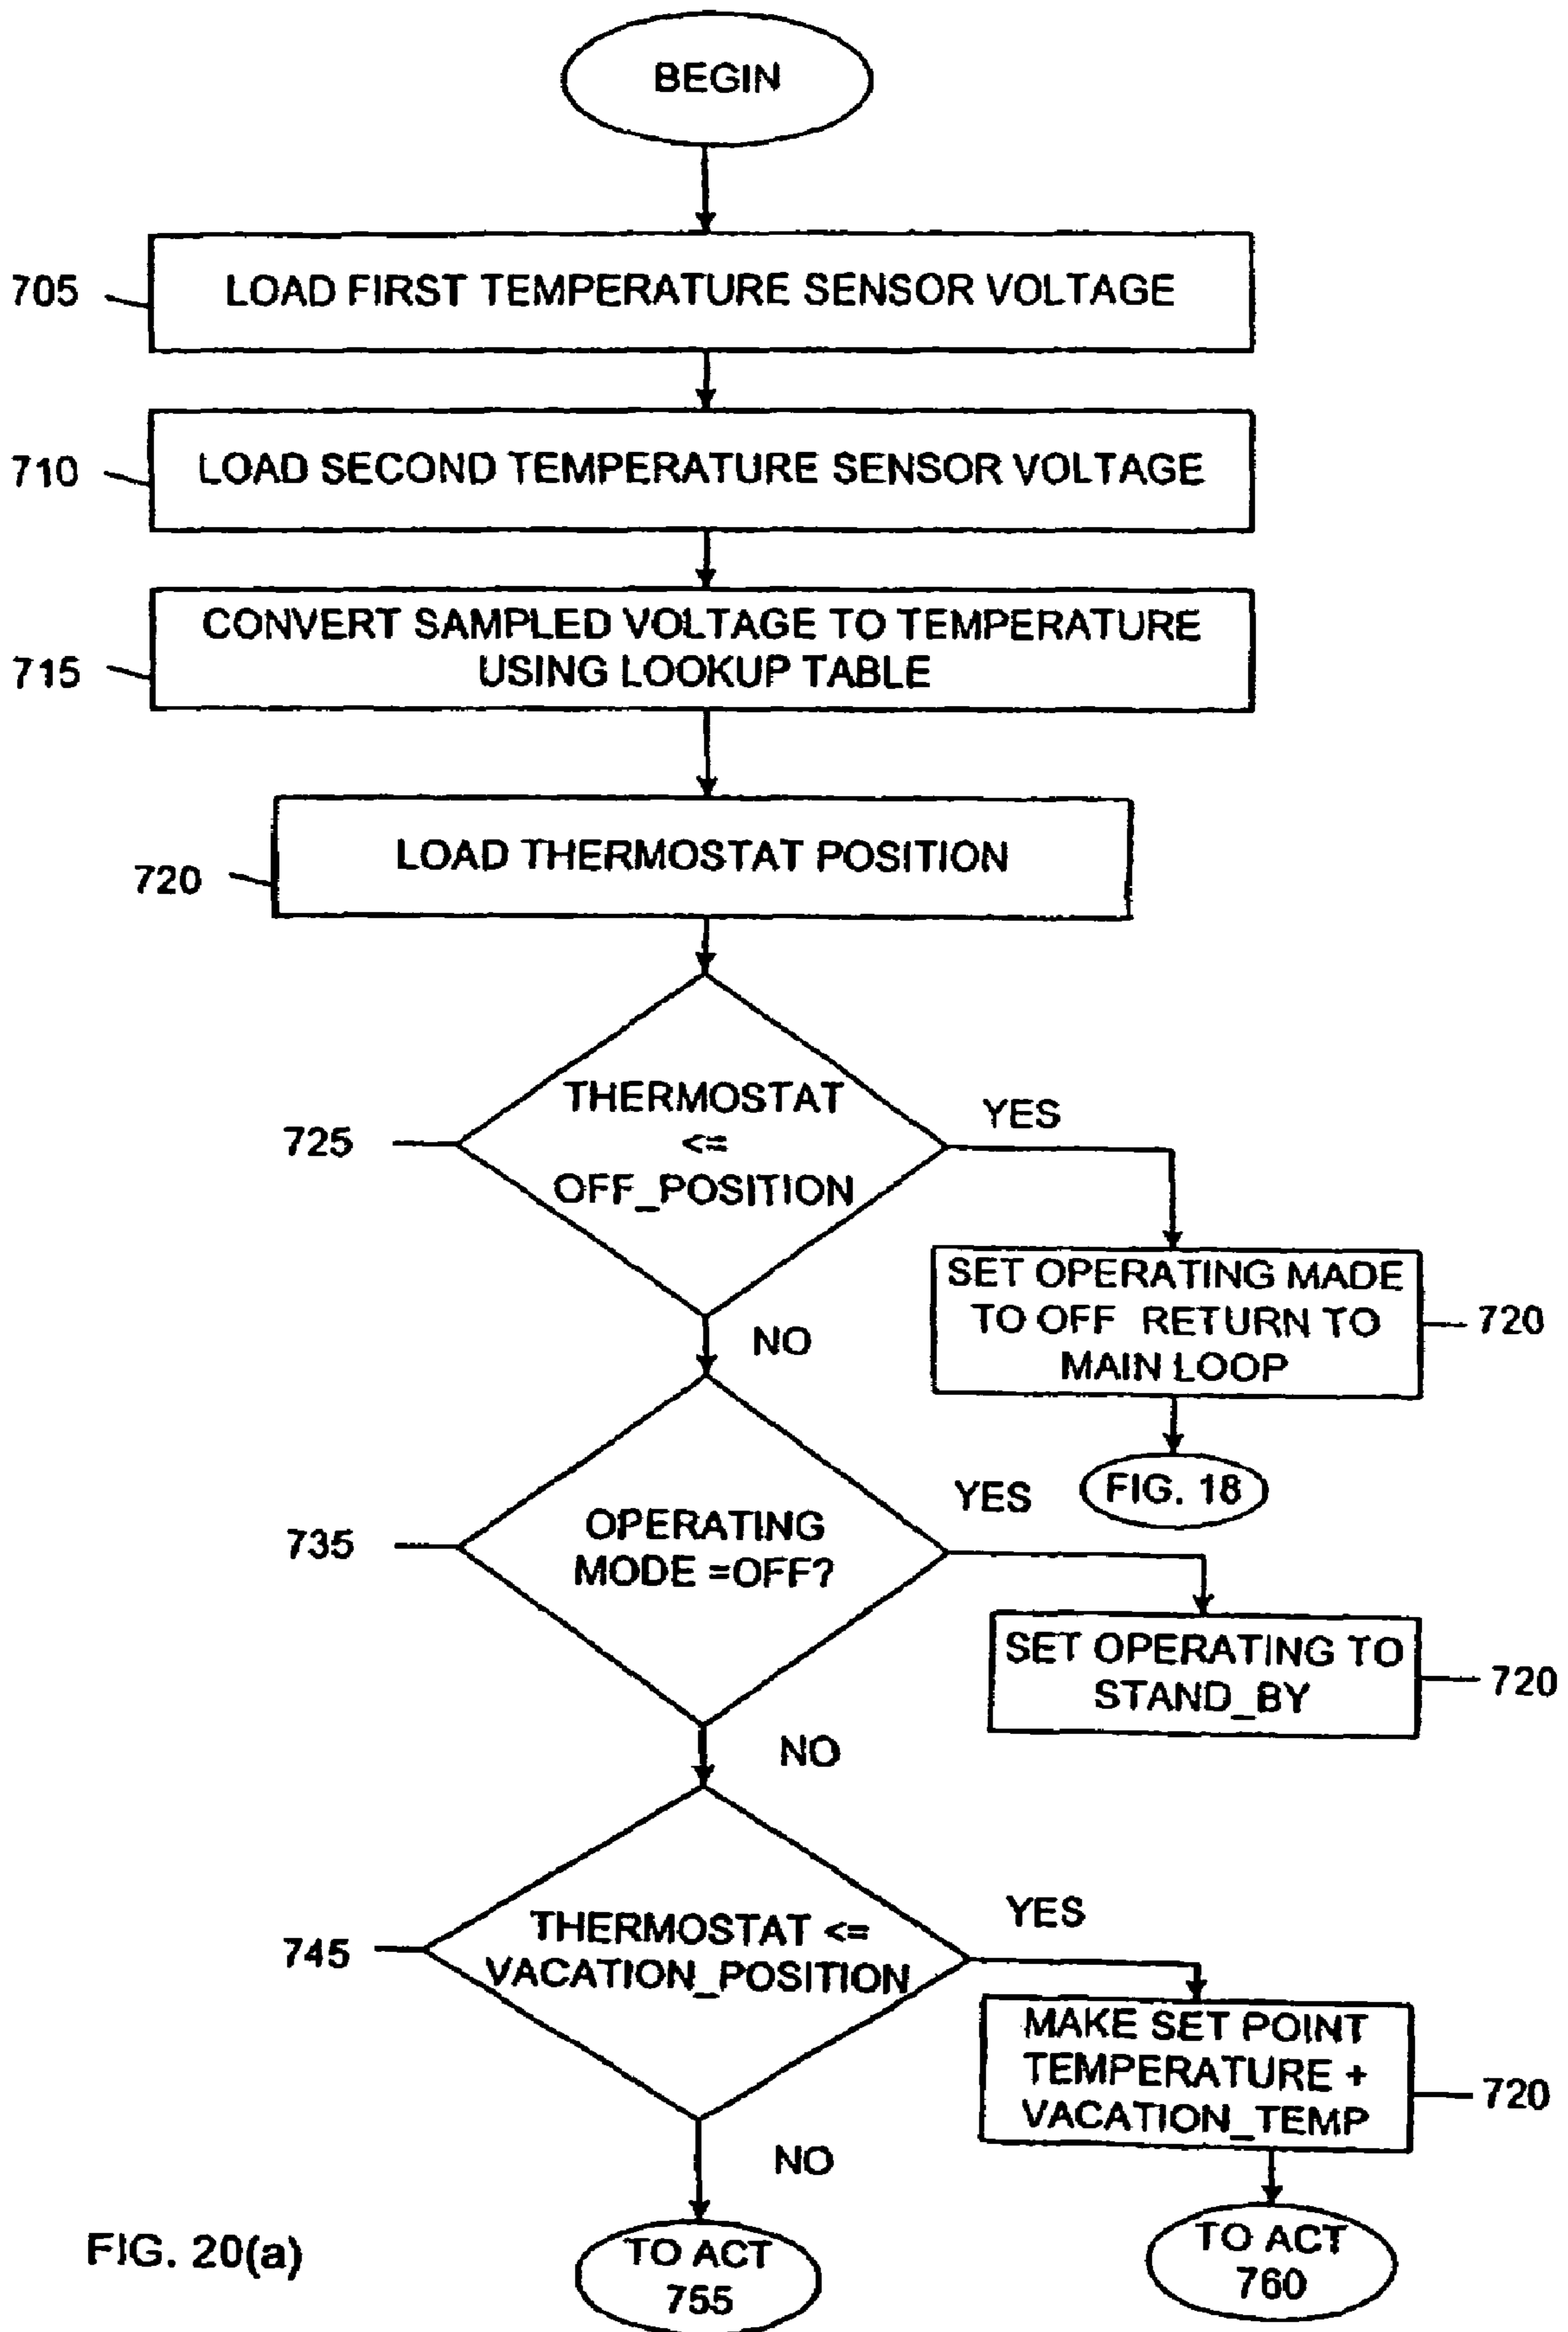 BEGIN
705
LOAD FIRST TEMPERATURE SENSOR VOLTAGE
710
LOAD SECOND TEMPERATURE SENSOR VOLTAGE
715
CONVERT SAMPLED VOLTAGE TO TEMPERATURE
USING LOOKUP TABLE
720
LOAD THERMOSTAT POSITION
725
THERMOSTAT
<=
OFF_POSITION
YES
SET OPERATING MADE
TO OFF RETURN TO
MAIN LOOP
720
NO
FIG. 18
735
OPERATING
MODE =OFF?
YES
SET OPERATING TO
STAND_BY
720
NO
745
THERMOSTAT <=
VACATION_POSITION
YES
MAKE SET POINT
TEMPERATURE +
VACATION_TEMP
720
NO
TO ACT
755
TO ACT
760
FIG. 20(a)